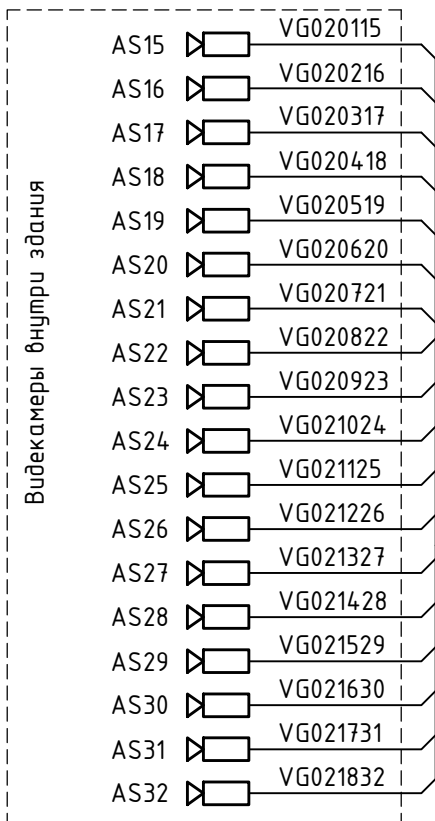 Видекамеры внутри здания
AS15 VG020115
AS16 VG020216
AS17 VG020317
AS18 VG020418
AS19 VG020519
AS20 VG020620
AS21 VG020721
AS22 VG020822
AS23 VG020923
AS24 VG021024
AS25 VG021125
AS26 VG021226
AS27 VG021327
AS28 VG021428
AS29 VG021529
AS30 VG021630
AS31 VG021731
AS32 VG021832